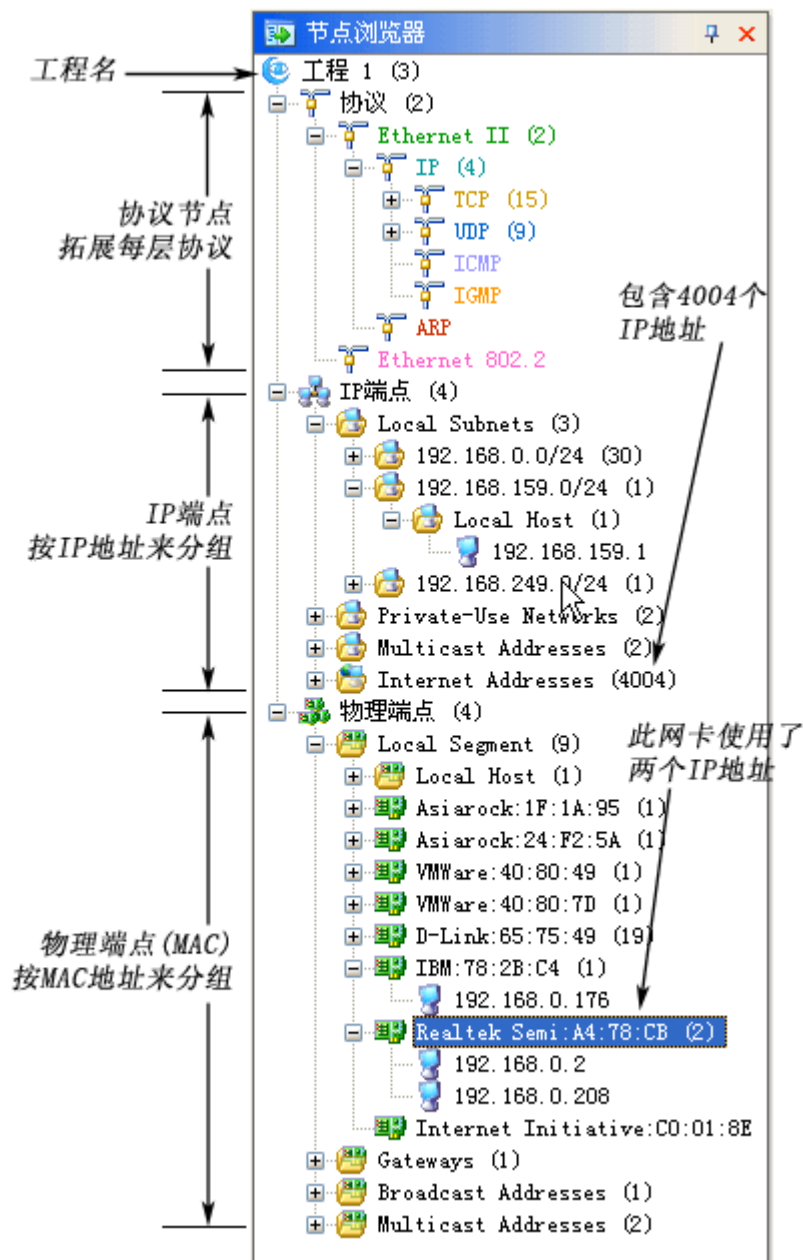 节点浏览器
工程名
工程 1 (3)
协议 (2)
Ethernet II (2)
IP (4)
TCP (15)
UDP (9)
ICMP
IGMP
ARP
Ethernet 802.2
协议节点
拓展每层协议
包含4004个
IP地址
IP端点 (4)
Local Subnets (3)
192.168.0.0/24 (30)
192.168.159.0/24 (1)
Local Host (1)
192.168.159.1
192.168.249.0/24 (1)
Private-Use Networks (2)
Multicast Addresses (2)
Internet Addresses (4004)
IP端点
按IP地址来分组
物理端点 (4)
Local Segment (9)
Local Host (1)
Asiarock:1F:1A:95 (1)
Asiarock:24:F2:5A (1)
VMWare:40:80:49 (1)
VMWare:40:80:7D (1)
D-Link:65:75:49 (19)
IBM:78:2B:C4 (1)
192.168.0.176
Realtek Semi:A4:78:CB (2)
192.168.0.2
192.168.0.208
Internet Initiative:C0:01:8E
Gateways (1)
Broadcast Addresses (1)
Multicast Addresses (2)
此网卡使用了
两个IP地址
物理端点(MAC)
按MAC地址来分组